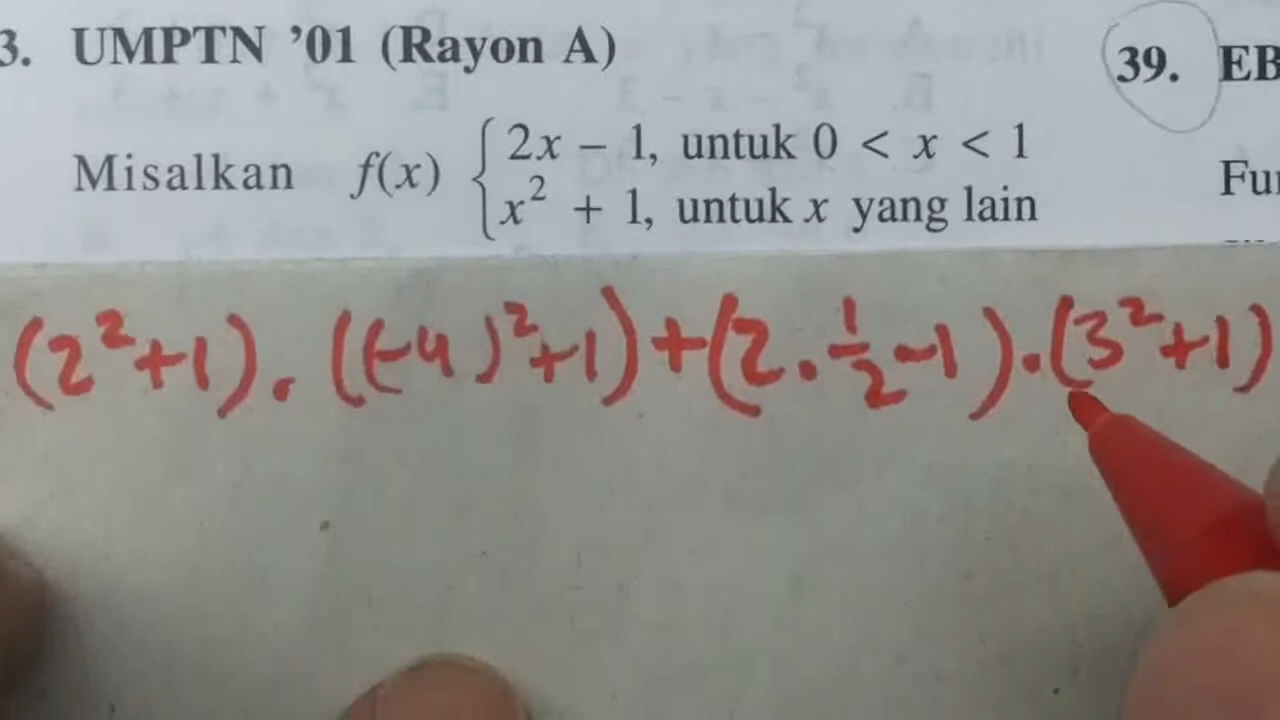 3. UMPTN ’01 (Rayon A)
39. EB
Misalkan f(x) { 2x – 1, untuk 0 < x < 1
x² + 1, untuk x yang lain
Fu
(2²+1) . ((-4)²+1)+(2 . 1/2 -1) . (3²+1)